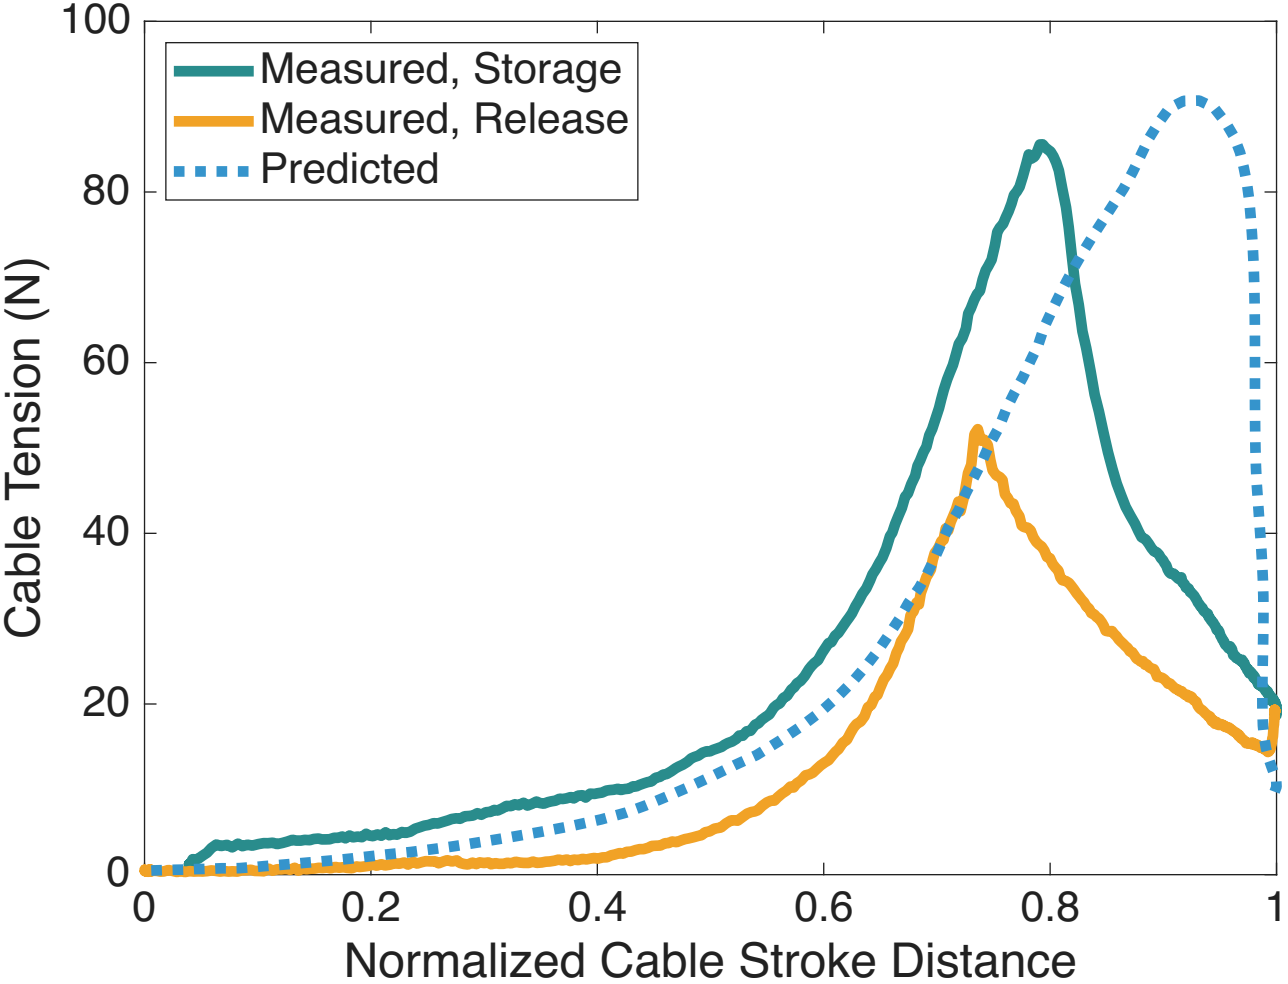 100
80
60
40
20
0
Cable Tension (N)
Measured, Storage
Measured, Release
Predicted
0 0.2 0.4 0.6 0.8 1
Normalized Cable Stroke Distance